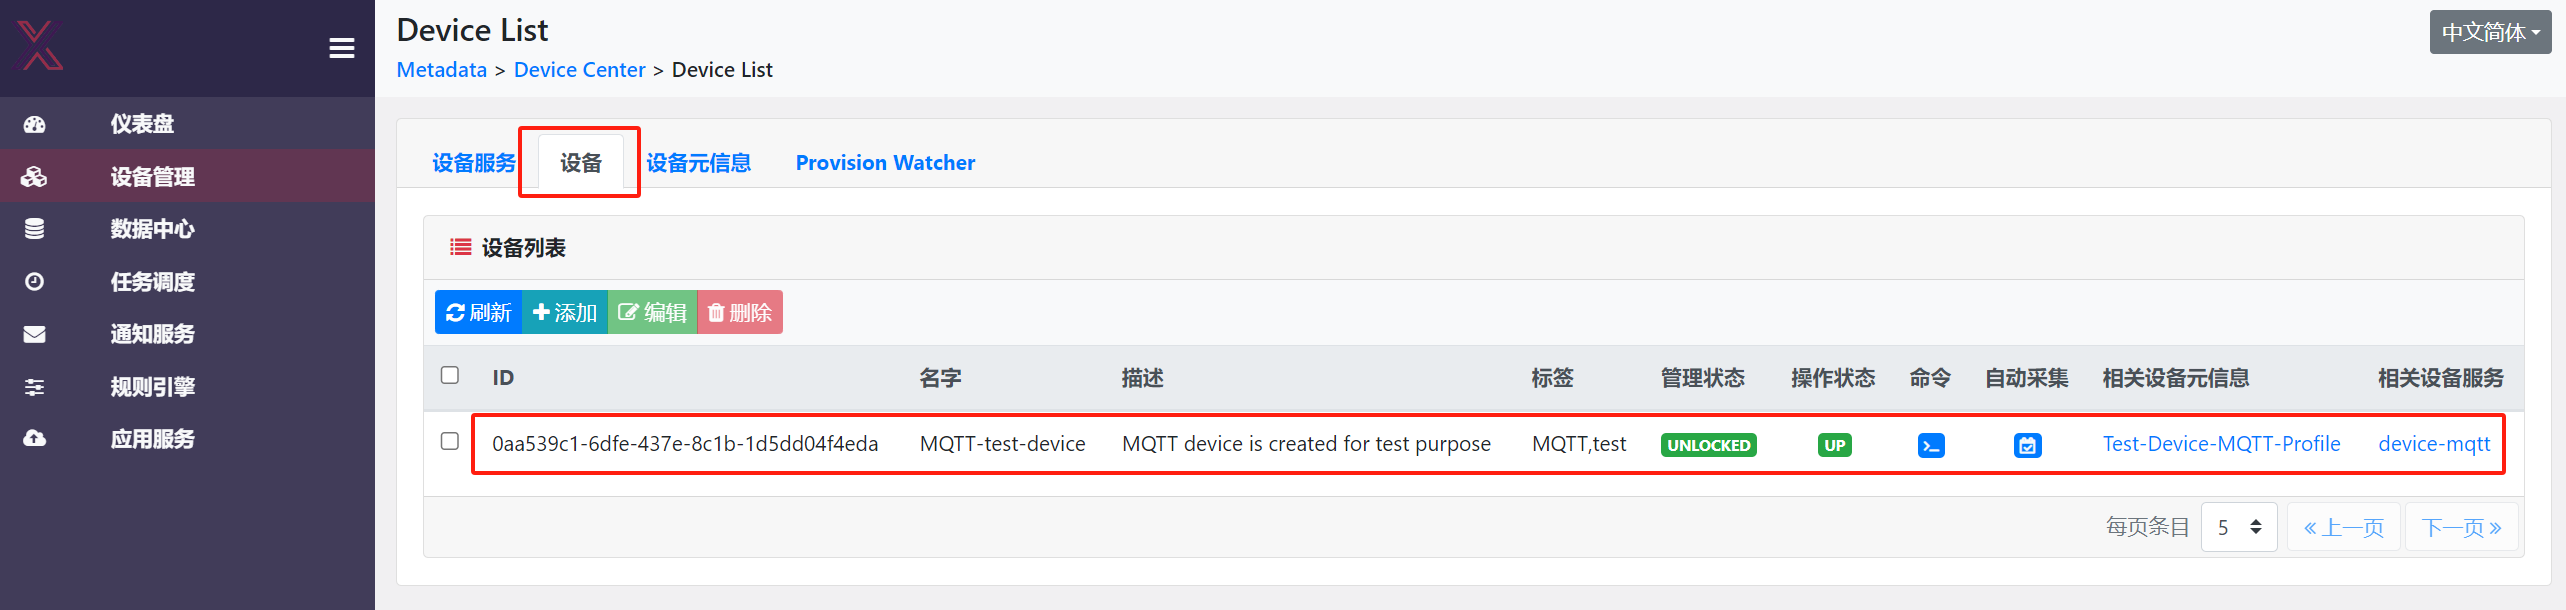 Device List
中文简体
Metadata > Device Center > Device List
仪表盘
设备管理
数据中心
任务调度
通知服务
规则引擎
应用服务
设备服务 设备 设备元信息 Provision Watcher
设备列表
刷新 添加 编辑 删除
ID 名字 描述 标签 管理状态 操作状态 命令 自动采集 相关设备元信息 相关设备服务
0aa539c1-6dfe-437e-8c1b-1d5dd04f4eda MQTT-test-device MQTT device is created for test purpose MQTT,test UNLOCKED UP Test-Device-MQTT-Profile device-mqtt
每页条目 5 «上一页 下一页»